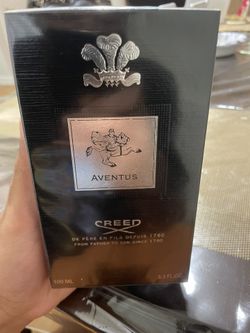 AVENTUS
CREED
DE PÈRE EN FILS DEPUIS 1760
FROM FATHER TO SON SINCE 1760
100 ML 3.3 FL.OZ